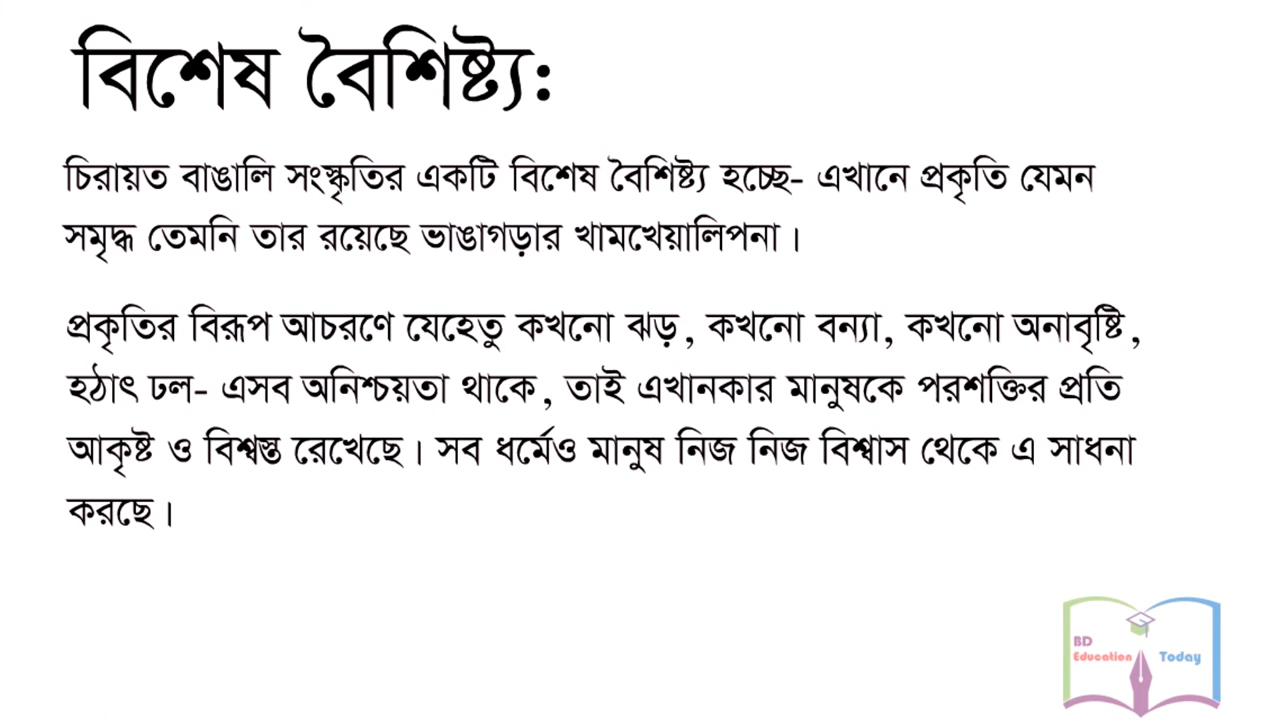 বিশেষ বৈশিষ্ট্য:
চিরায়ত বাঙালি সংস্কৃতির একটি বিশেষ বৈশিষ্ট্য হচ্ছে- এখানে প্রকৃতি যেমন
সমৃদ্ধ তেমনি তার রয়েছে ভাঙাগড়ার খামখেয়ালিপনা।
প্রকৃতির বিরূপ আচরণে যেহেতু কখনো ঝড়, কখনো বন্যা, কখনো অনাবৃষ্টি,
হঠাৎ ঢল- এসব অনিশ্চয়তা থাকে, তাই এখানকার মানুষকে পরশক্তির প্রতি
আকৃষ্ট ও বিশ্বস্ত রেখেছে। সব ধর্মেও মানুষ নিজ নিজ বিশ্বাস থেকে এ সাধনা
করছে।
BD
Education Today